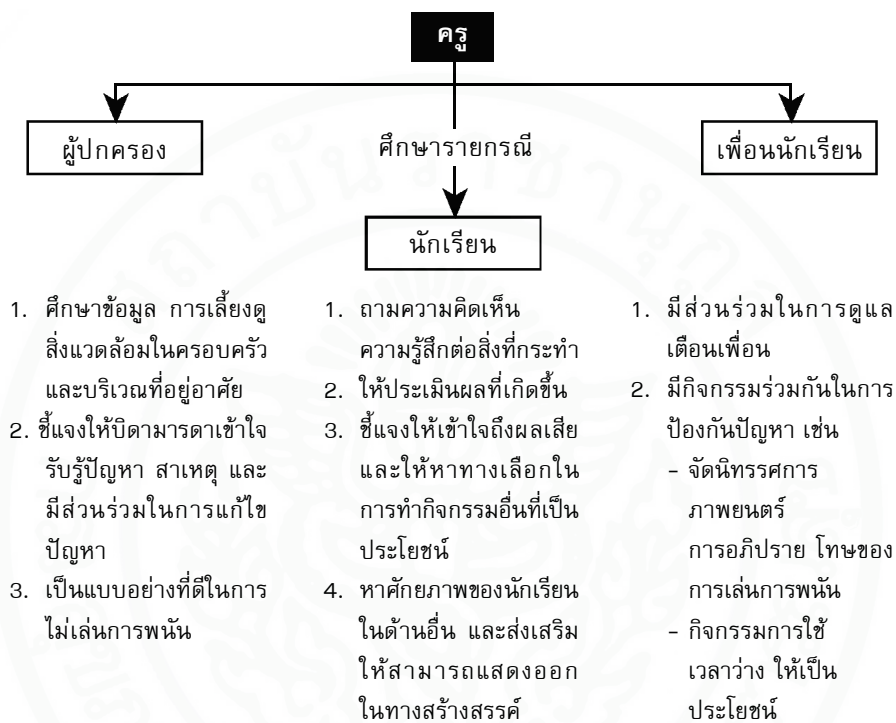 ครู
ผู้ปกครอง
ศึกษารายกรณี
เพื่อนนักเรียน
นักเรียน
1. ศึกษาข้อมูล การเลี้ยงดู
สิ่งแวดล้อมในครอบครัว
และบริเวณที่อยู่อาศัย
2. ชี้แจงให้บิดามารดาเข้าใจ
รับรู้ปัญหา สาเหตุ และ
มีส่วนร่วมในการแก้ไข
ปัญหา
3. เป็นแบบอย่างที่ดีในการ
ไม่เล่นการพนัน
1. ถามความคิดเห็น
ความรู้สึกต่อสิ่งที่กระทำ
2. ให้ประเมินผลที่เกิดขึ้น
3. ชี้แจงให้เข้าใจถึงผลเสีย
และให้หาทางเลือกใน
การทำกิจกรรมอื่นที่เป็น
ประโยชน์
4. หาศักยภาพของนักเรียน
ในด้านอื่น และส่งเสริม
ให้สามารถแสดงออก
ในทางสร้างสรรค์
1. มีส่วนร่วมในการดูแล
เตือนเพื่อน
2. มีกิจกรรมร่วมกันในการ
ป้องกันปัญหา เช่น
- จัดนิทรรศการ
ภาพยนตร์
การอภิปราย โทษของ
การเล่นการพนัน
- กิจกรรมการใช้
เวลาว่าง ให้เป็น
ประโยชน์